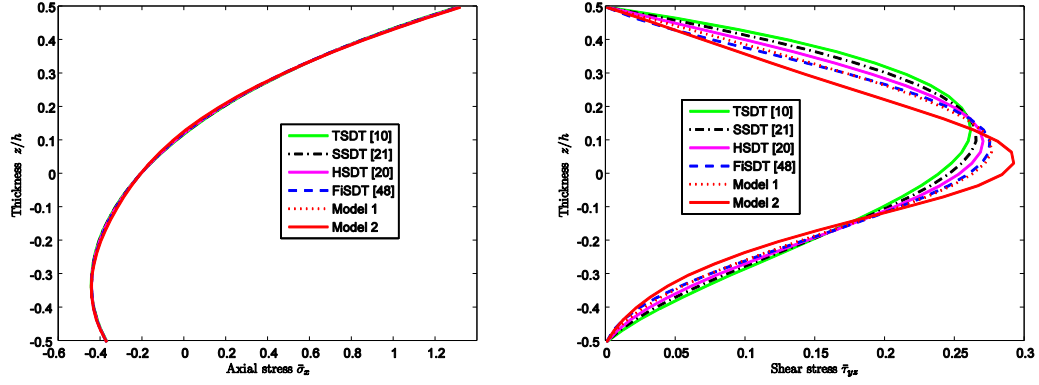 0.5
0.4
0.3
0.2
0.1
0
-0.1
-0.2
-0.3
-0.4
-0.5
Thickness z/h
-0.6 -0.4 -0.2 0 0.2 0.4 0.6 0.8 1 1.2
Axial stress σ̄x
TSDT [10]
SSDT [21]
HSDT [20]
FiSDT [48]
Model 1
Model 2
0.5
0.4
0.3
0.2
0.1
0
-0.1
-0.2
-0.3
-0.4
-0.5
Thickness z/h
0 0.05 0.1 0.15 0.2 0.25 0.3
Shear stress τ̄yz
TSDT [10]
SSDT [21]
HSDT [20]
FiSDT [48]
Model 1
Model 2